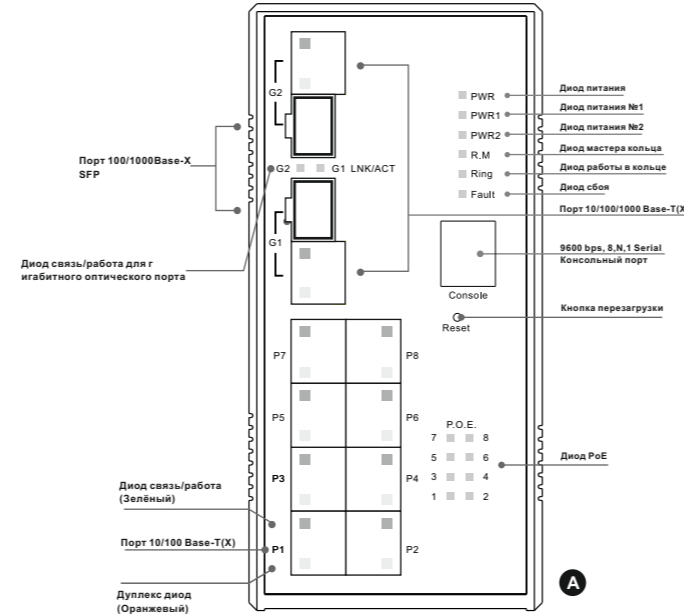 G2
PWR
Диод питания
PWR1
Диод питания №1
PWR2
Диод питания №2
R.M
Диод мастера кольца
Ring
Диод работы в кольце
Fault
Диод сбоя
Порт 100/1000Base-X
SFP
G2
G1 LNK/ACT
Порт 10/100/1000 Base-T(X
G1
9600 bps, 8,N,1 Serial
Консольный порт
Диод связь/работа для г
игабитного оптического порта
Console
Кнопка перезагрузки
Reset
P7
P8
P5
P6
P.O.E.
7 8
5 6
3 4
1 2
Диод PoE
P3
P4
Диод связь/работа
(Зелёный)
Порт 10/100 Base-T(X)
P1
P2
Дуплекс диод
(Оранжевый)
A